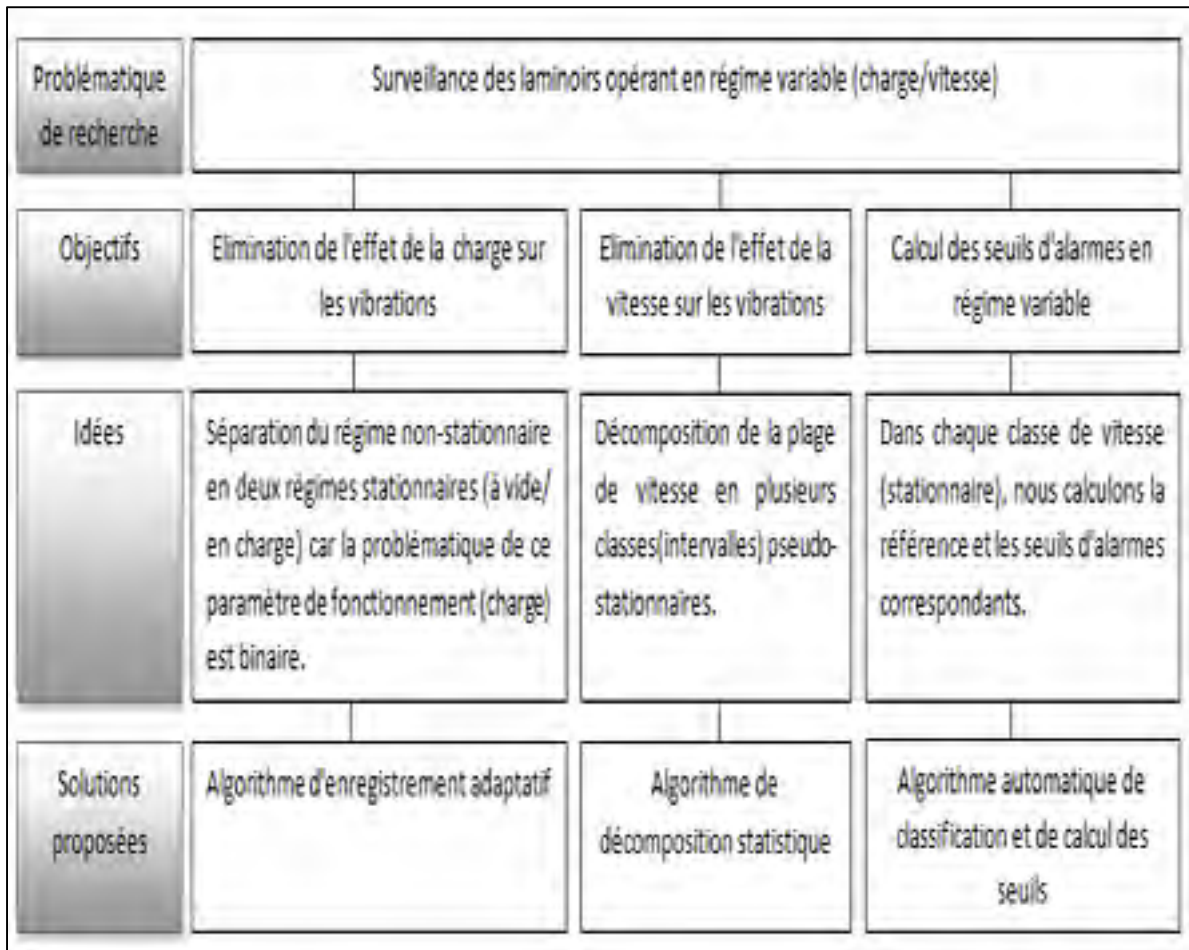 Problématique
de recherche
Surveillance des laminoirs opérant en régime variable (charge/vitesse)
Objectifs
Elimination de l'effet de la charge sur
les vibrations
Elimination de l'effet de la
vitesse sur les vibrations
Calcul des seuils d'alarmes en
régime variable
Idées
Séparation du régime non-stationnaire
en deux régimes stationnaires (à vide/
en charge) car la problématique de ce
paramètre de fonctionnement (charge)
est binaire.
Décomposition de la plage
de vitesse en plusieurs
classes(intervalles) pseudo-
stationnaires.
Dans chaque classe de vitesse
(stationnaire), nous calculons la
référence et les seuils d'alarmes
correspondants.
Solutions
proposées
Algorithme d'enregistrement adaptatif
Algorithme de
décomposition statistique
Algorithme automatique de
classification et de calcul des
seuils